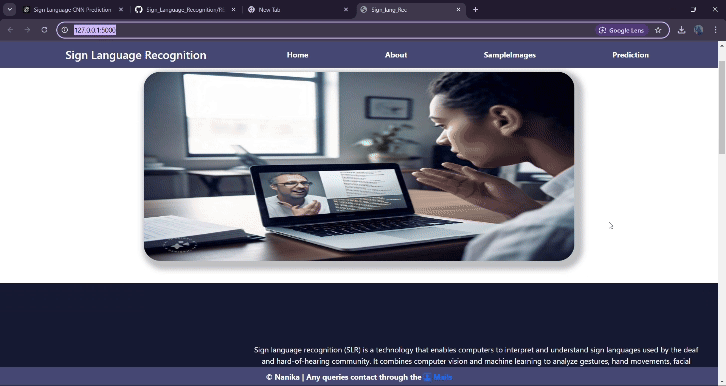 Sign Language CNN Prediction
Sign_Language_Recognition/R
New Tab
Sign_lang_Rec
127.0.0.1:5000
Google Lens
Sign Language Recognition
Home
About
SampleImages
Prediction
Sign language recognition (SLR) is a technology that enables computers to interpret and understand sign languages used by the deaf
and hard-of-hearing community. It combines computer vision and machine learning to analyze gestures, hand movements, facial
© Nanika | Any queries contact through the Mail